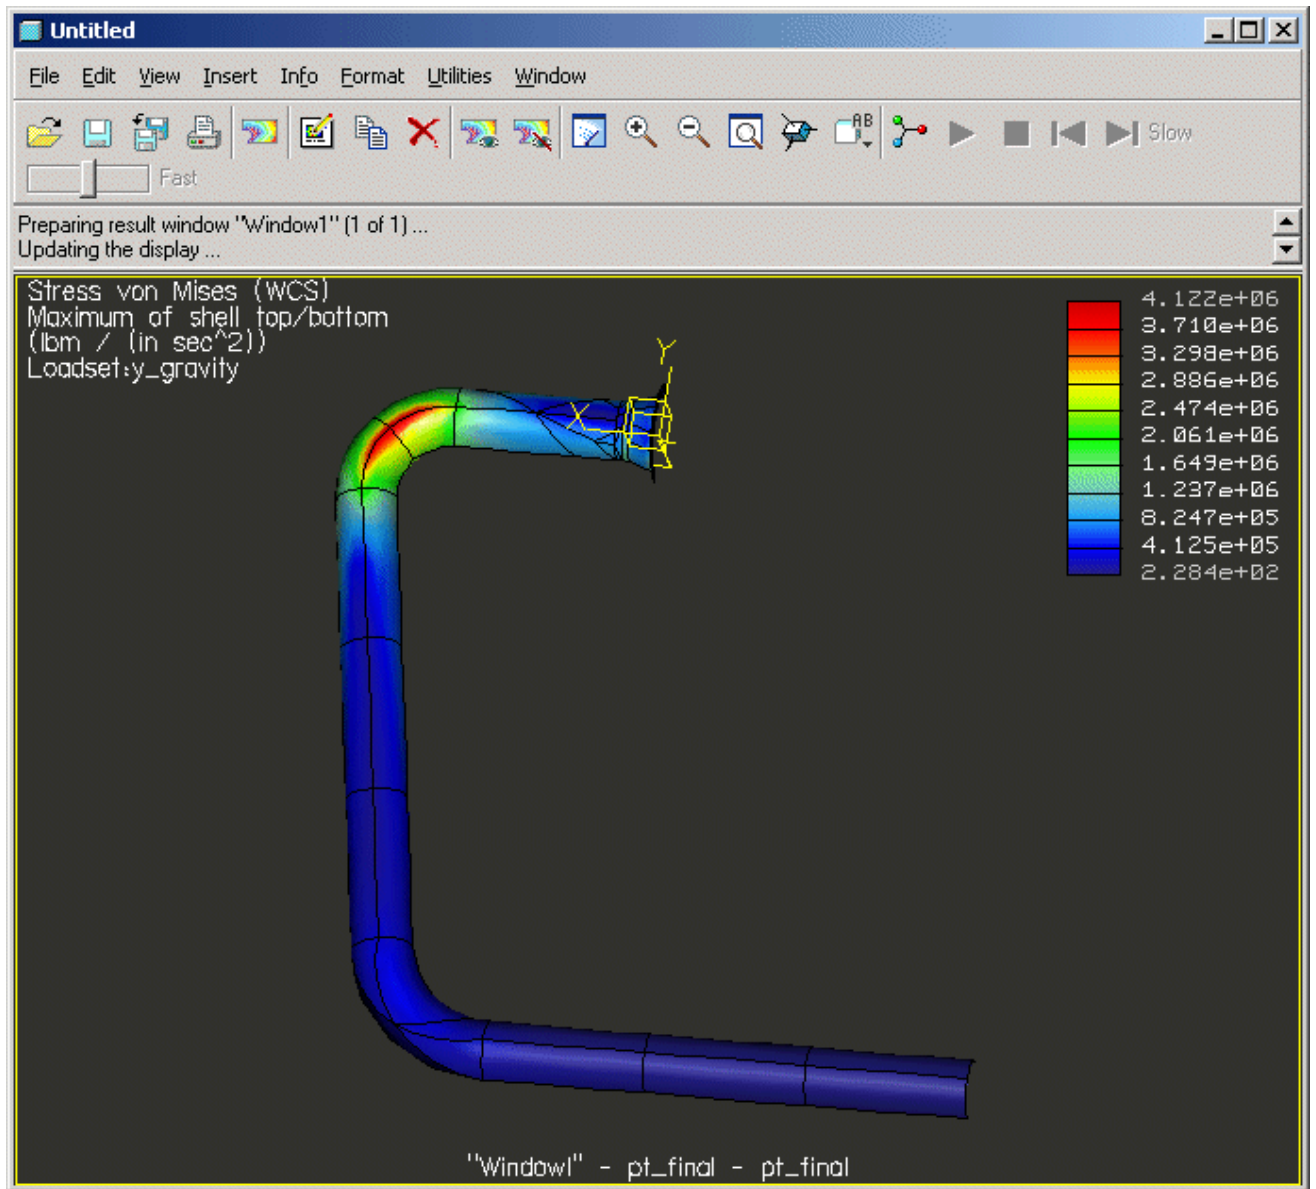 Untitled
File Edit View Insert Info Format Utilities Window
AB
Slow
Fast
Preparing result window "Window1" (1 of 1) ...
Updating the display ...
Stress von Mises (WCS)
Maximum of shell top/bottom
(lbm / (in sec^2))
Loadset:y_gravity
4.122e+06
3.710e+06
3.298e+06
2.886e+06
2.474e+06
2.061e+06
1.649e+06
1.237e+06
8.247e+05
4.125e+05
2.284e+02
Y
X
"Window1" - pt_final - pt_final